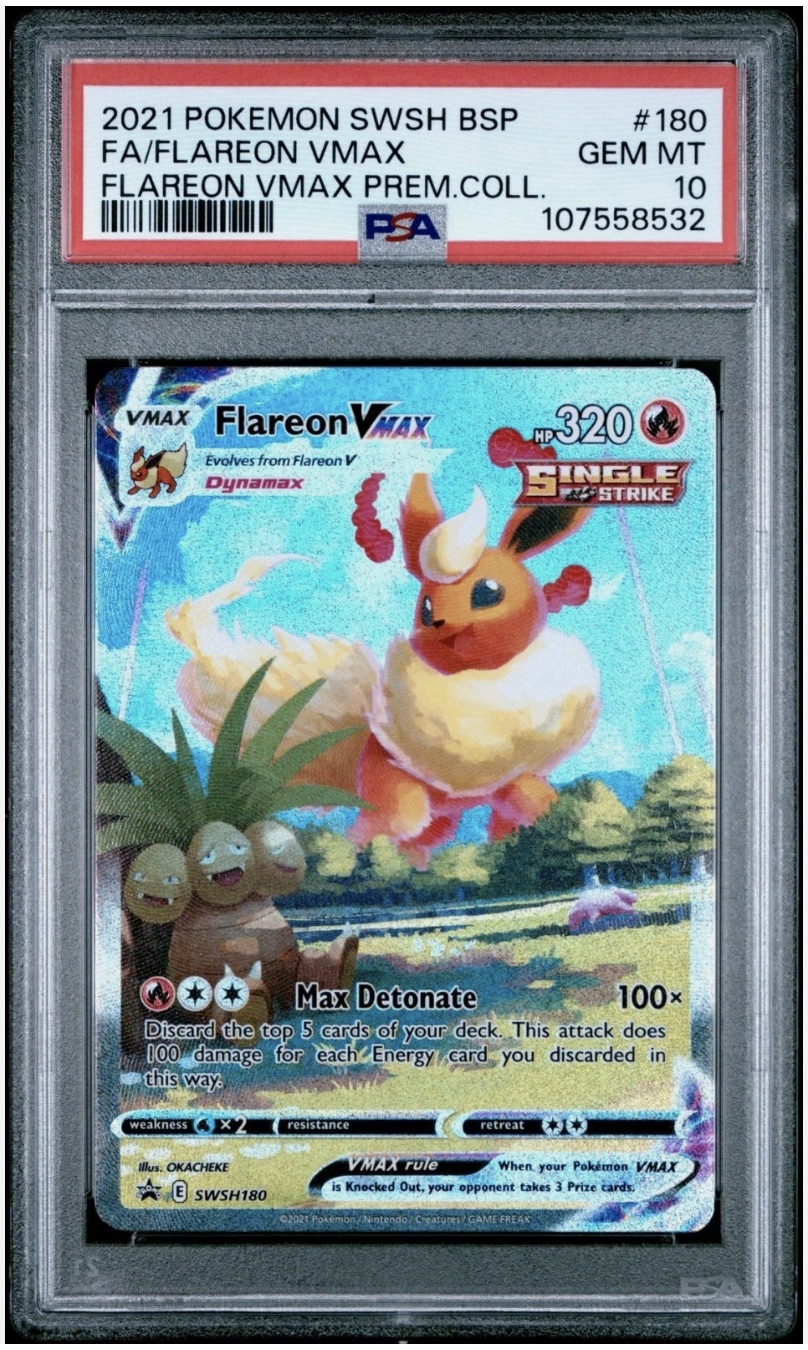 2021 POKEMON SWSH BSP #180
FA/FLAREON VMAX GEM MT
FLAREON VMAX PREM.COLL. 10
PSA 107558532
VMAX Flareon VMAX HP 320
Evolves from Flareon V
Dynamax
SINGLE
STRIKE
Max Detonate 100×
Discard the top 5 cards of your deck. This attack does
100 damage for each Energy card you discarded in
this way.
weakness ×2 resistance retreat
Illus. OKACHEKE
VMAX rule When your Pokémon VMAX
is Knocked Out, your opponent takes 3 Prize cards.
E SWSH180
©2021 Pokémon / Nintendo / Creatures / GAME FREAK
PSA